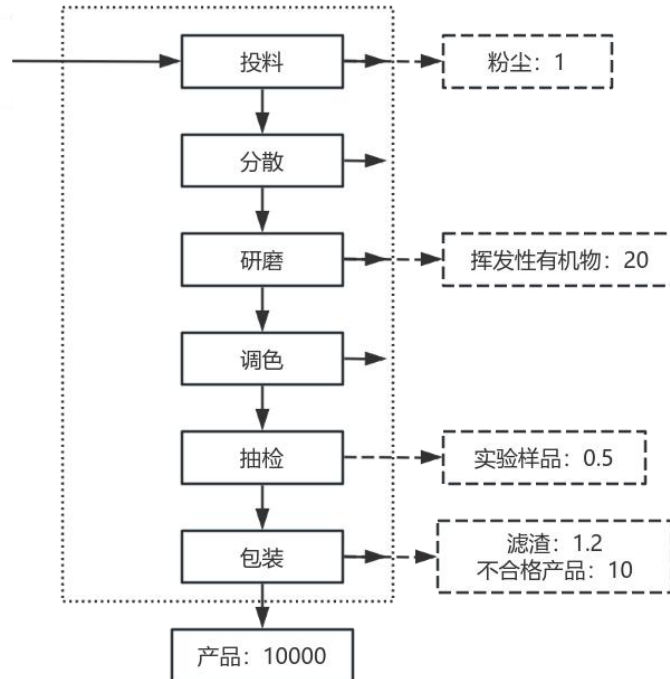 投料
粉尘：1
分散
研磨
挥发性有机物：20
调色
抽检
实验样品：0.5
包装
滤渣：1.2
不合格产品：10
产品：10000